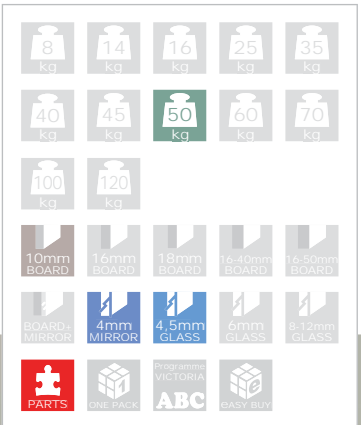 8 kg
14 kg
16 kg
25 kg
35 kg
40 kg
45 kg
50 kg
60 kg
70 kg
100 kg
120 kg
10mm
BOARD
16mm
BOARD
18mm
BOARD
16-40mm
BOARD
16-50mm
BOARD
BOARD+
MIRROR
4mm
MIRROR
4,5mm
GLASS
6mm
GLASS
8-12mm
GLASS
PARTS
1
ONE PACK
Programme
VICTORIA
ABC
e
eASY BUY